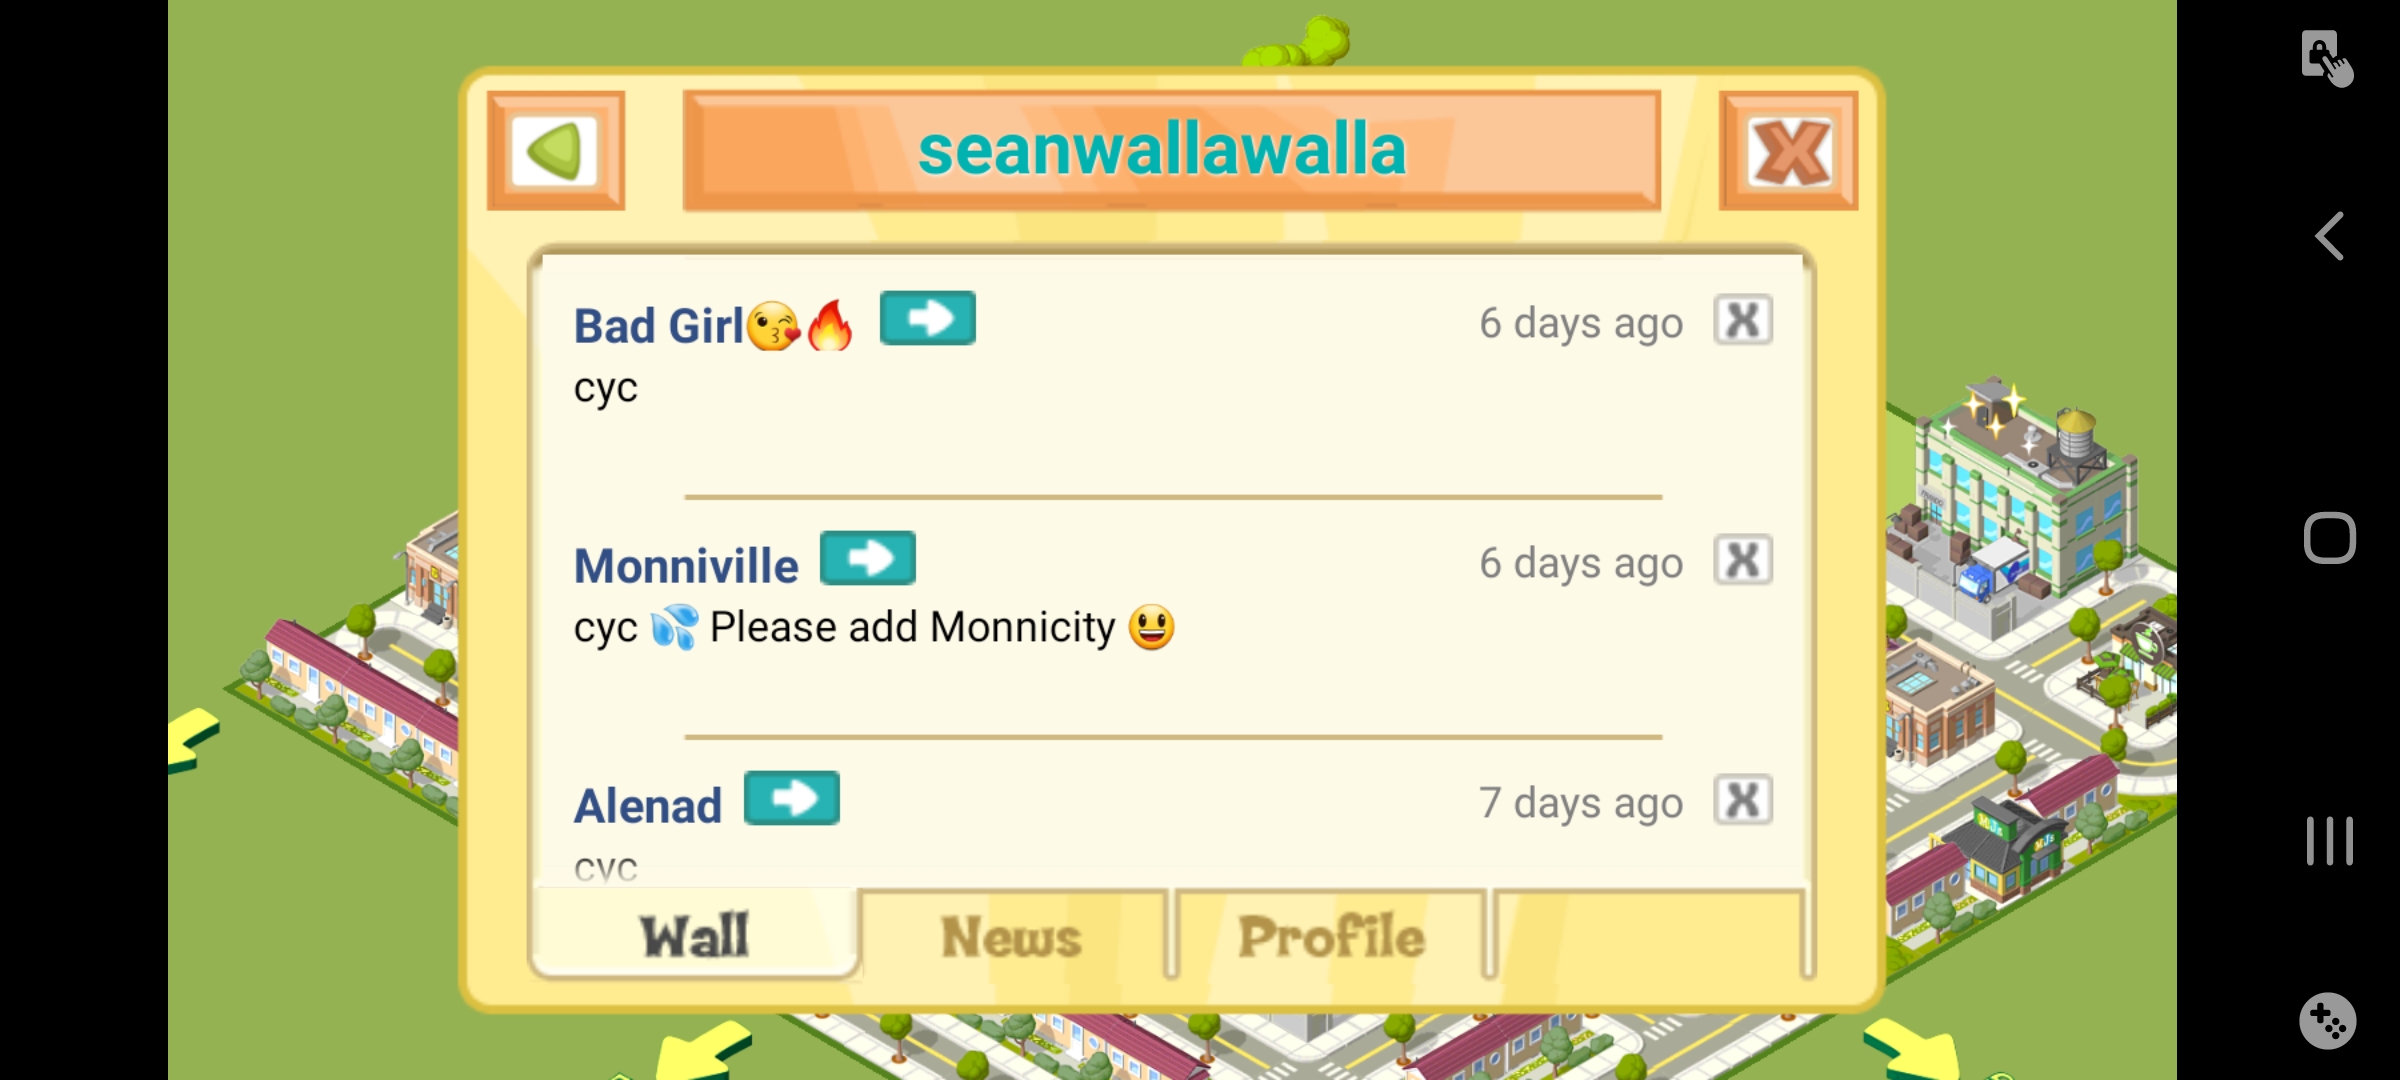 seanwallawalla
Bad Girl😘🔥
6 days ago
X
cyc
Monniville
6 days ago
X
cyc 💦 Please add Monnicity 😃
Alenad
7 days ago
X
cyc
Wall
News
Profile
MJs